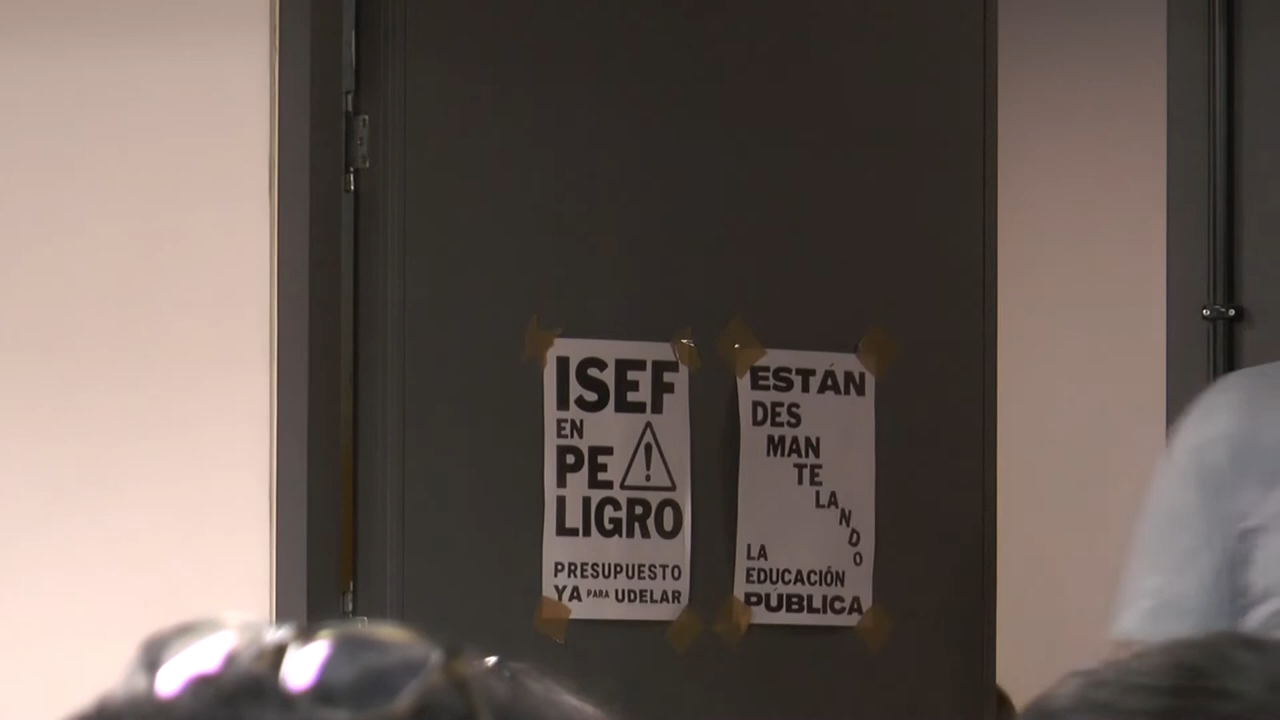 ISEF
EN
PE
LIGRO
PRESUPUESTO
YA PARA UDELAR
ESTÁN
DES
MAN
TE
LA
N
D
O
LA
EDUCACIÓN
PÚBLICA